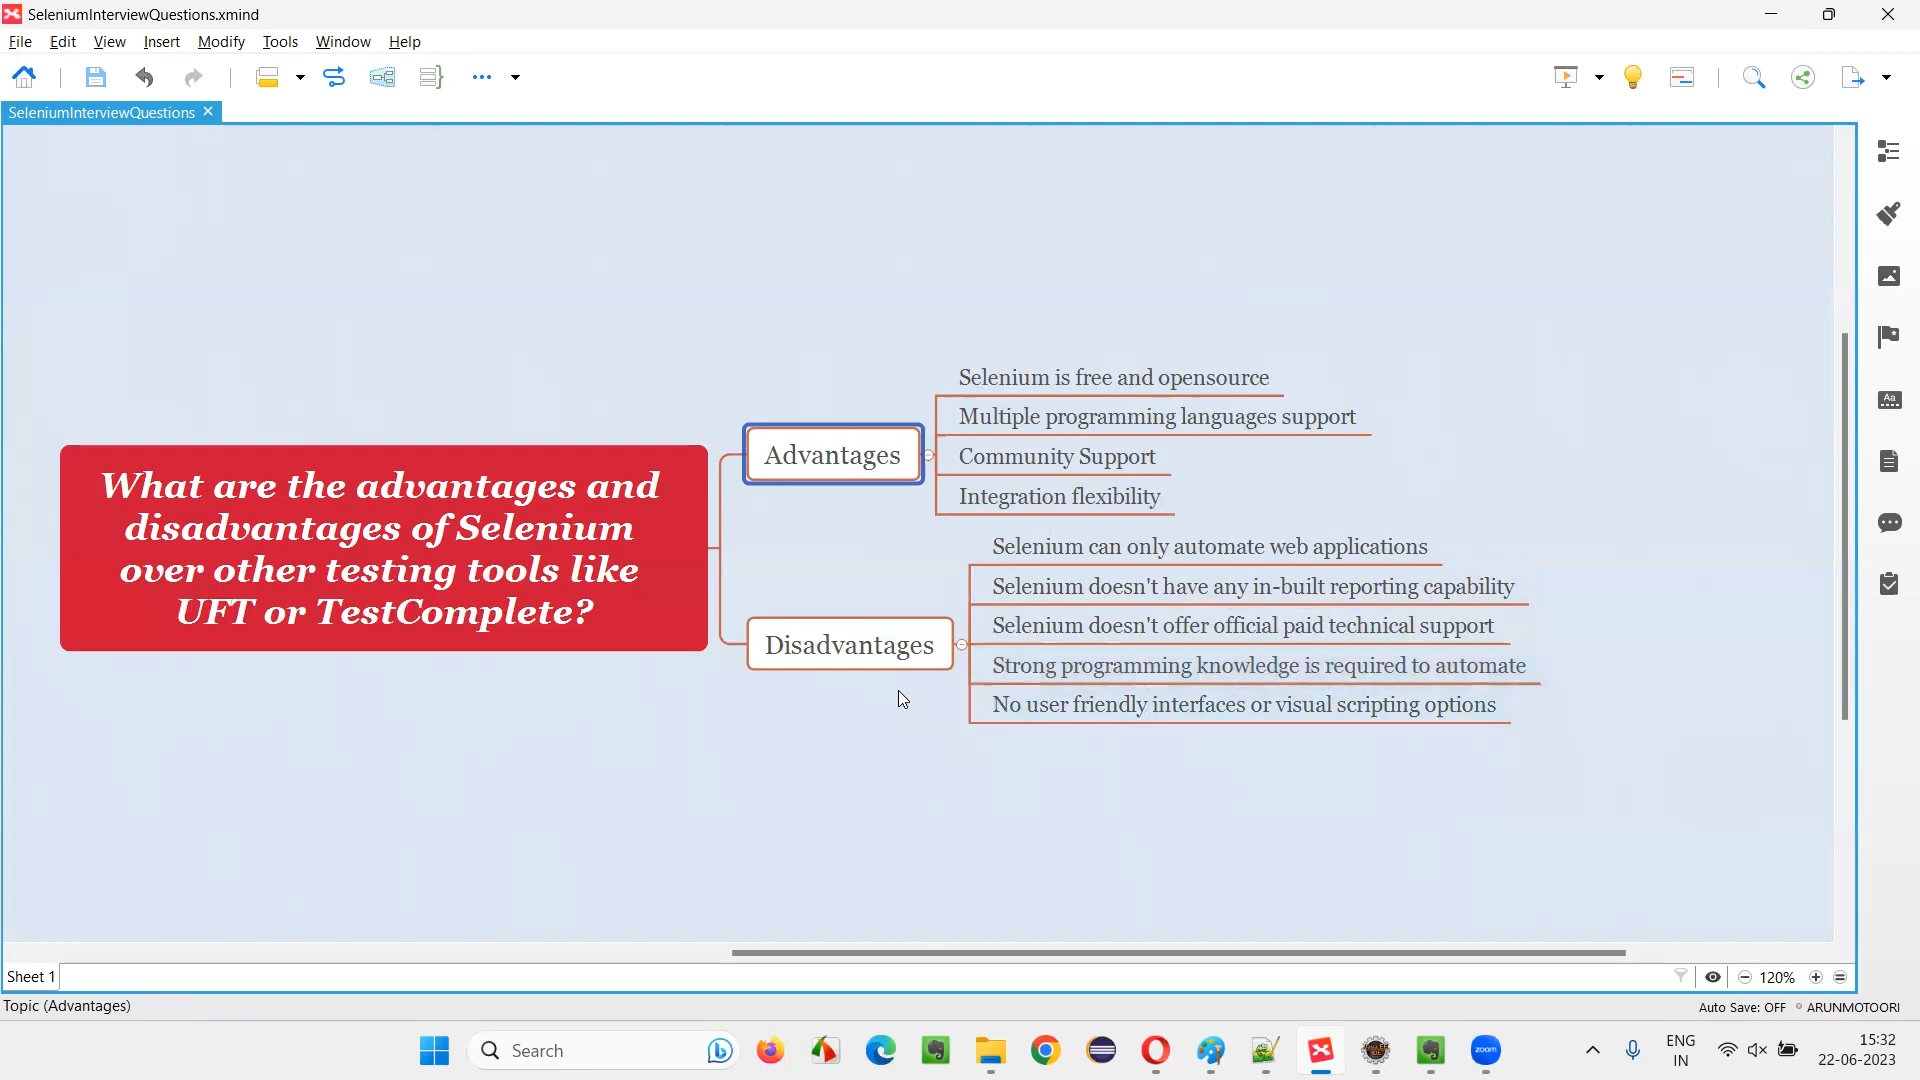 SeleniumInterviewQuestions.xmind
File Edit View Insert Modify Tools Window Help
SeleniumInterviewQuestions
What are the advantages and
disadvantages of Selenium
over other testing tools like
UFT or TestComplete?
Advantages
Selenium is free and opensource
Multiple programming languages support
Community Support
Integration flexibility
Disadvantages
Selenium can only automate web applications
Selenium doesn't have any in-built reporting capability
Selenium doesn't offer official paid technical support
Strong programming knowledge is required to automate
No user friendly interfaces or visual scripting options
Aa
Sheet 1
120%
Topic (Advantages)
Auto Save: OFF
ARUNMOTOORI
Search
zoom
ENG
IN
15:32
22-06-2023